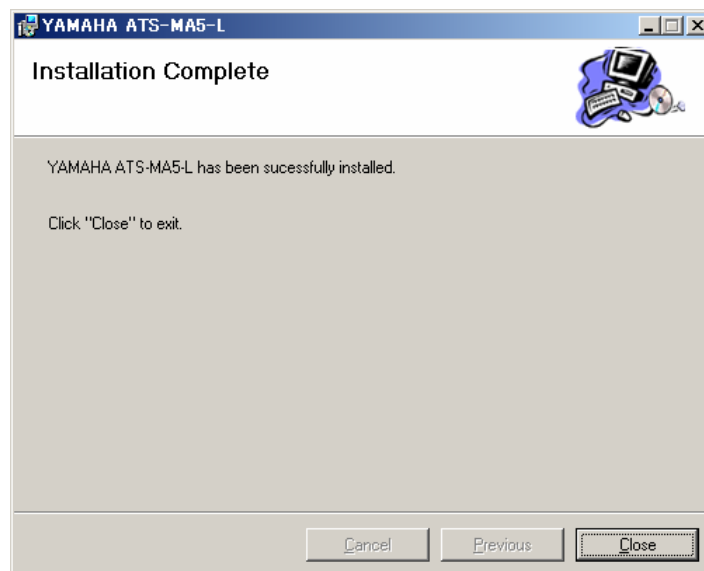 YAMAHA ATS-MA5-L
Installation Complete
YAMAHA ATS-MA5-L has been sucessfully installed.
Click "Close" to exit.
Cancel Previous Close